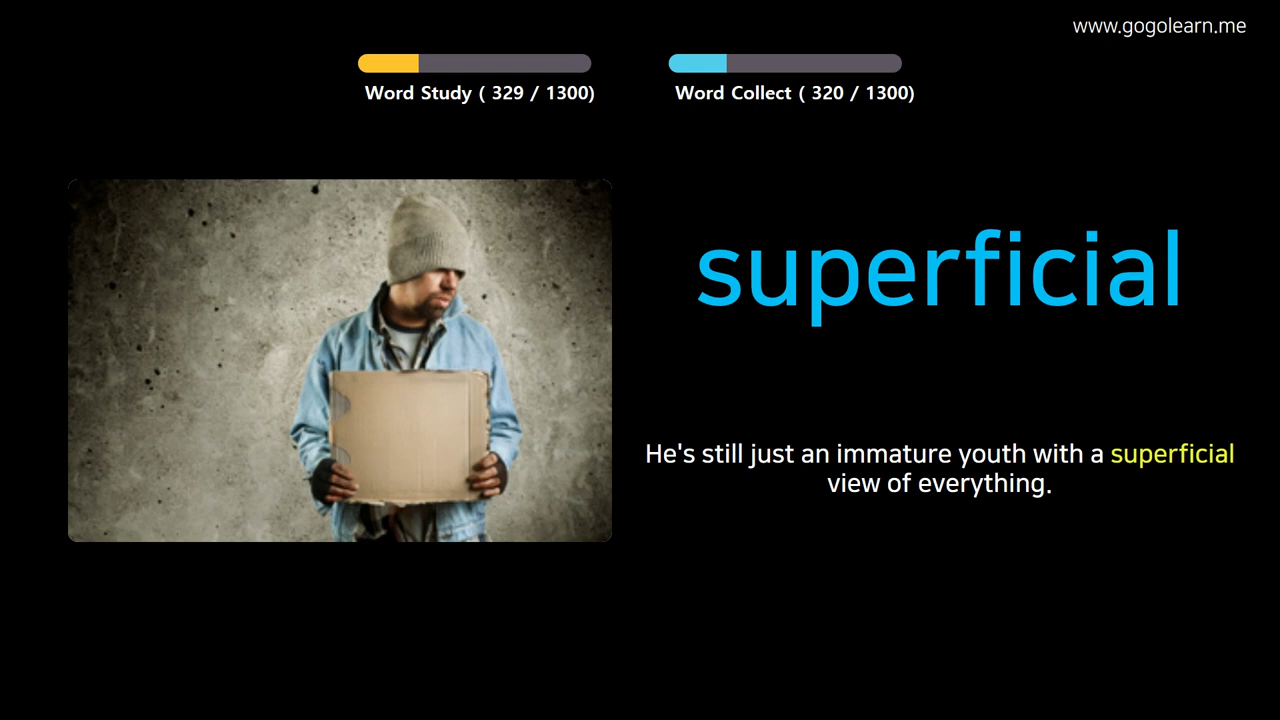 www.gogolearn.me
Word Study ( 329 / 1300)
Word Collect ( 320 / 1300)
superficial
He's still just an immature youth with a superficial
view of everything.